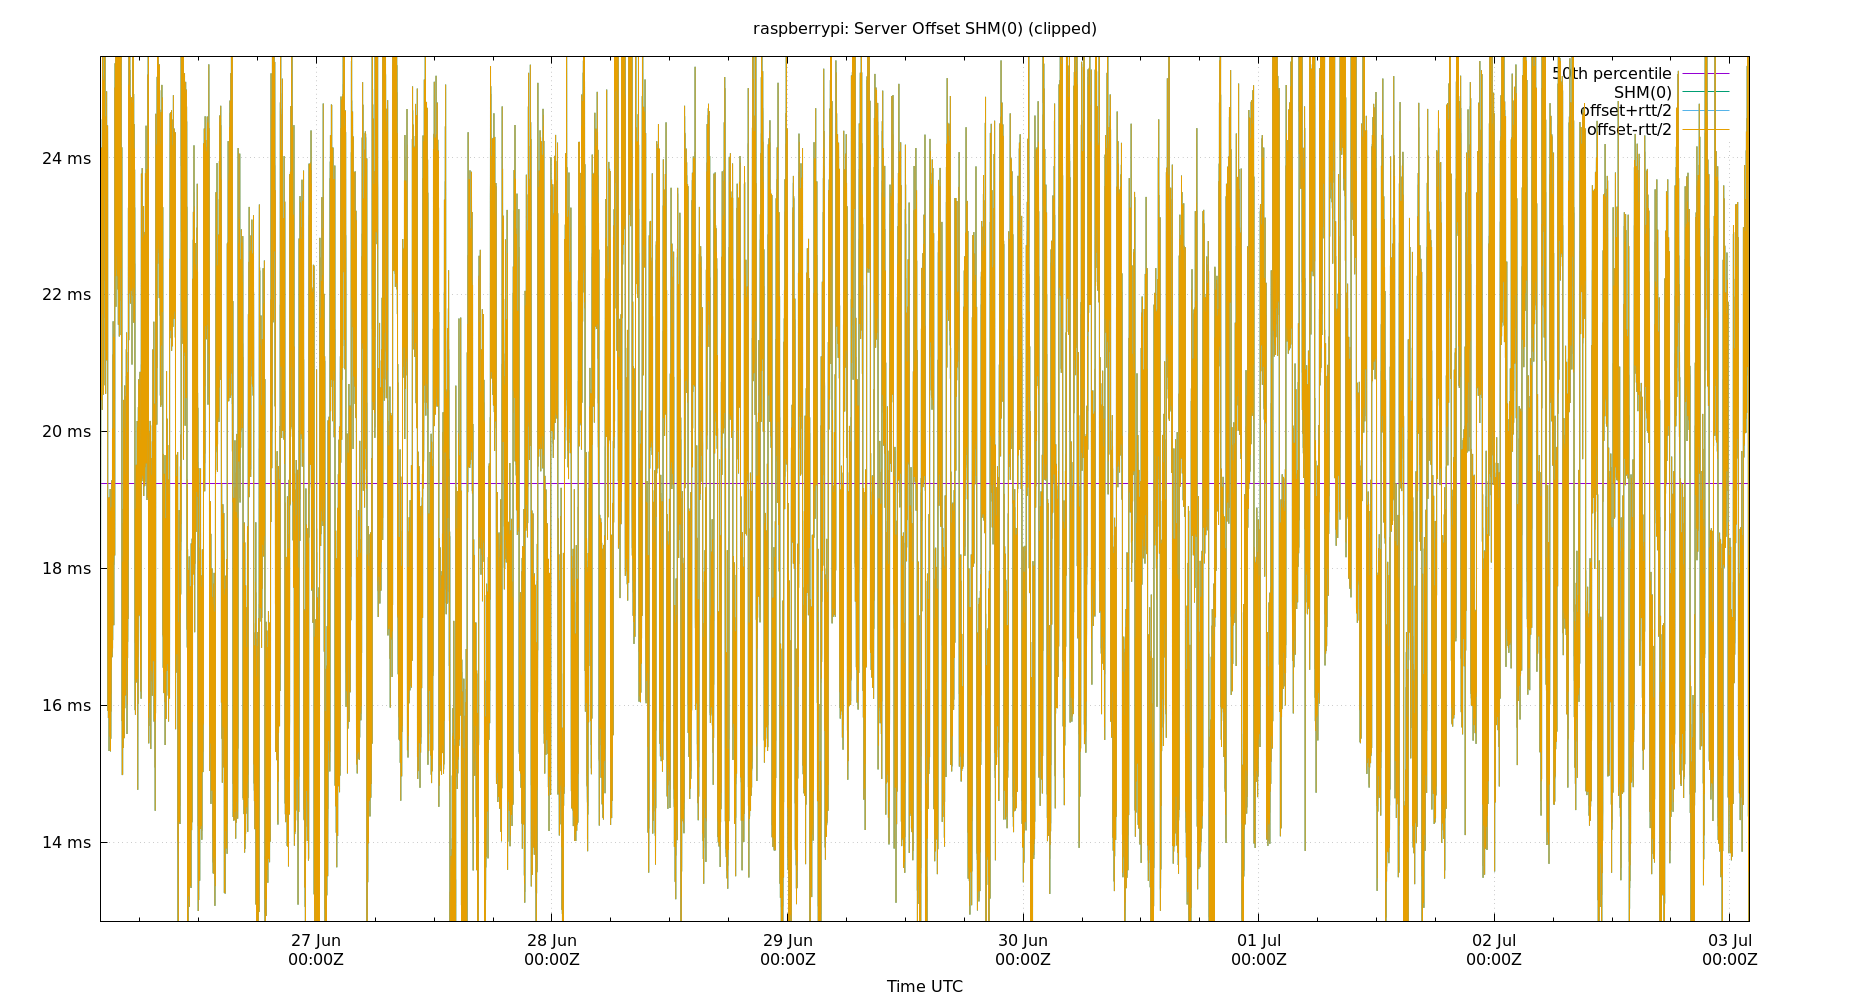 raspberrypi: Server Offset SHM(0) (clipped)
50th percentile
SHM(0)
offset+rtt/2
offset-rtt/2
24 ms
22 ms
20 ms
18 ms
16 ms
14 ms
27 Jun 28 Jun 29 Jun 30 Jun 01 Jul 02 Jul 03 Jul
00:00Z 00:00Z 00:00Z 00:00Z 00:00Z 00:00Z 00:00Z
Time UTC